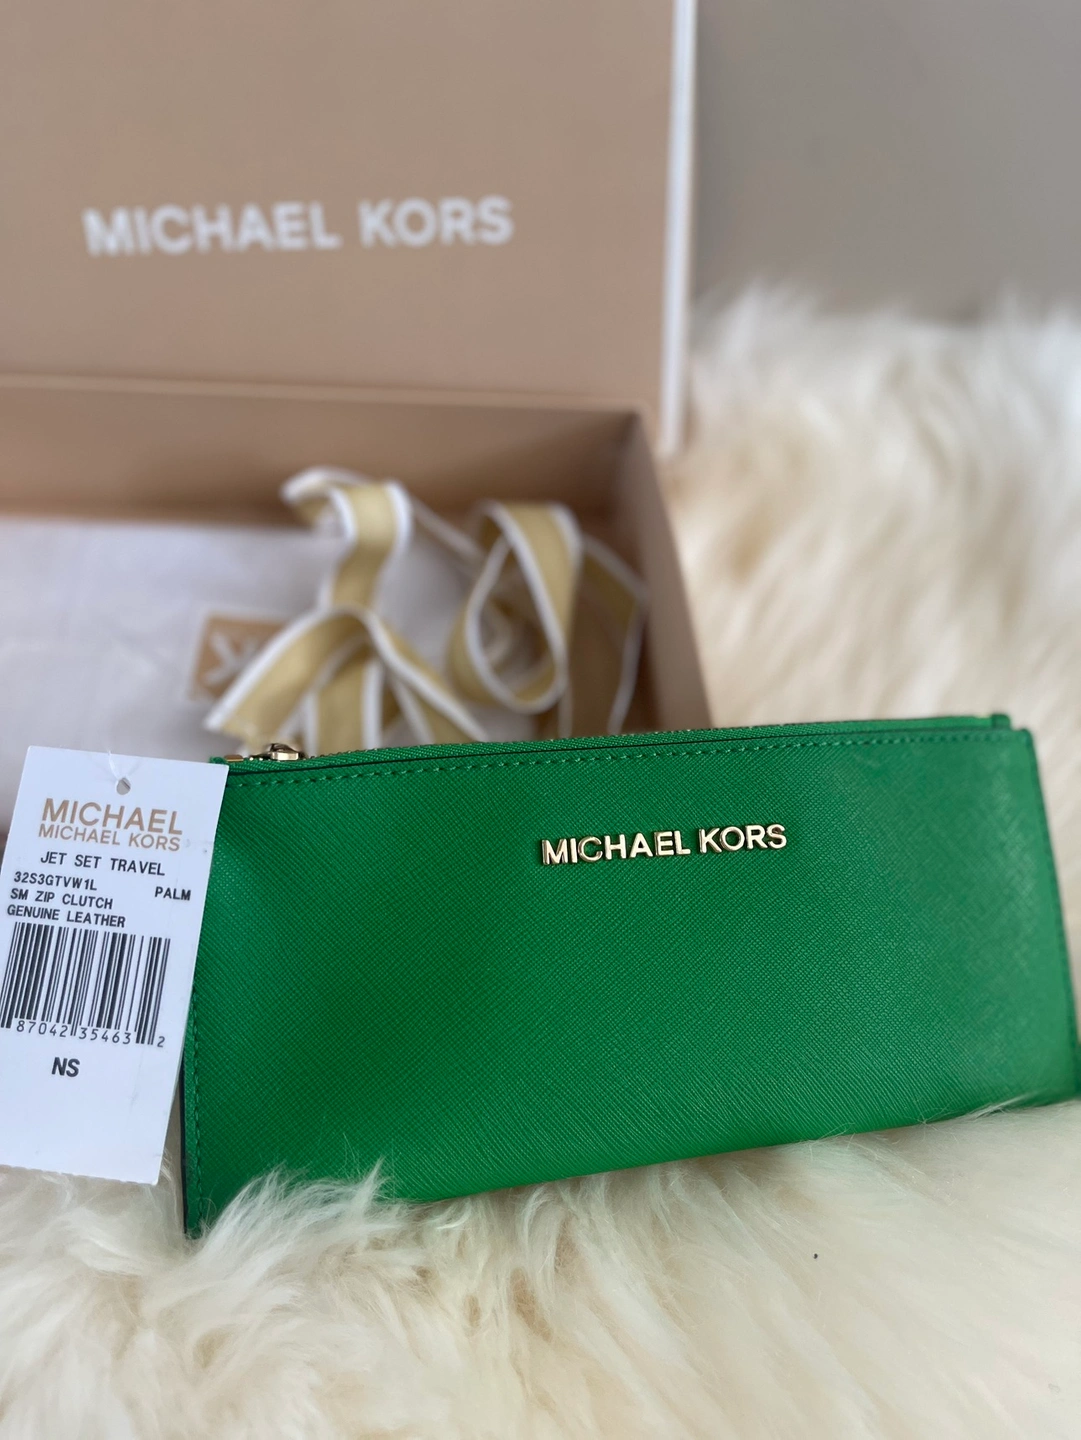 MICHAEL KORS
MICHAEL KORS
MICHAEL
MICHAEL KORS
JET SET TRAVEL
32S3GTVW1L PALM
SM ZIP CLUTCH
GENUINE LEATHER
87042 35463 2
NS